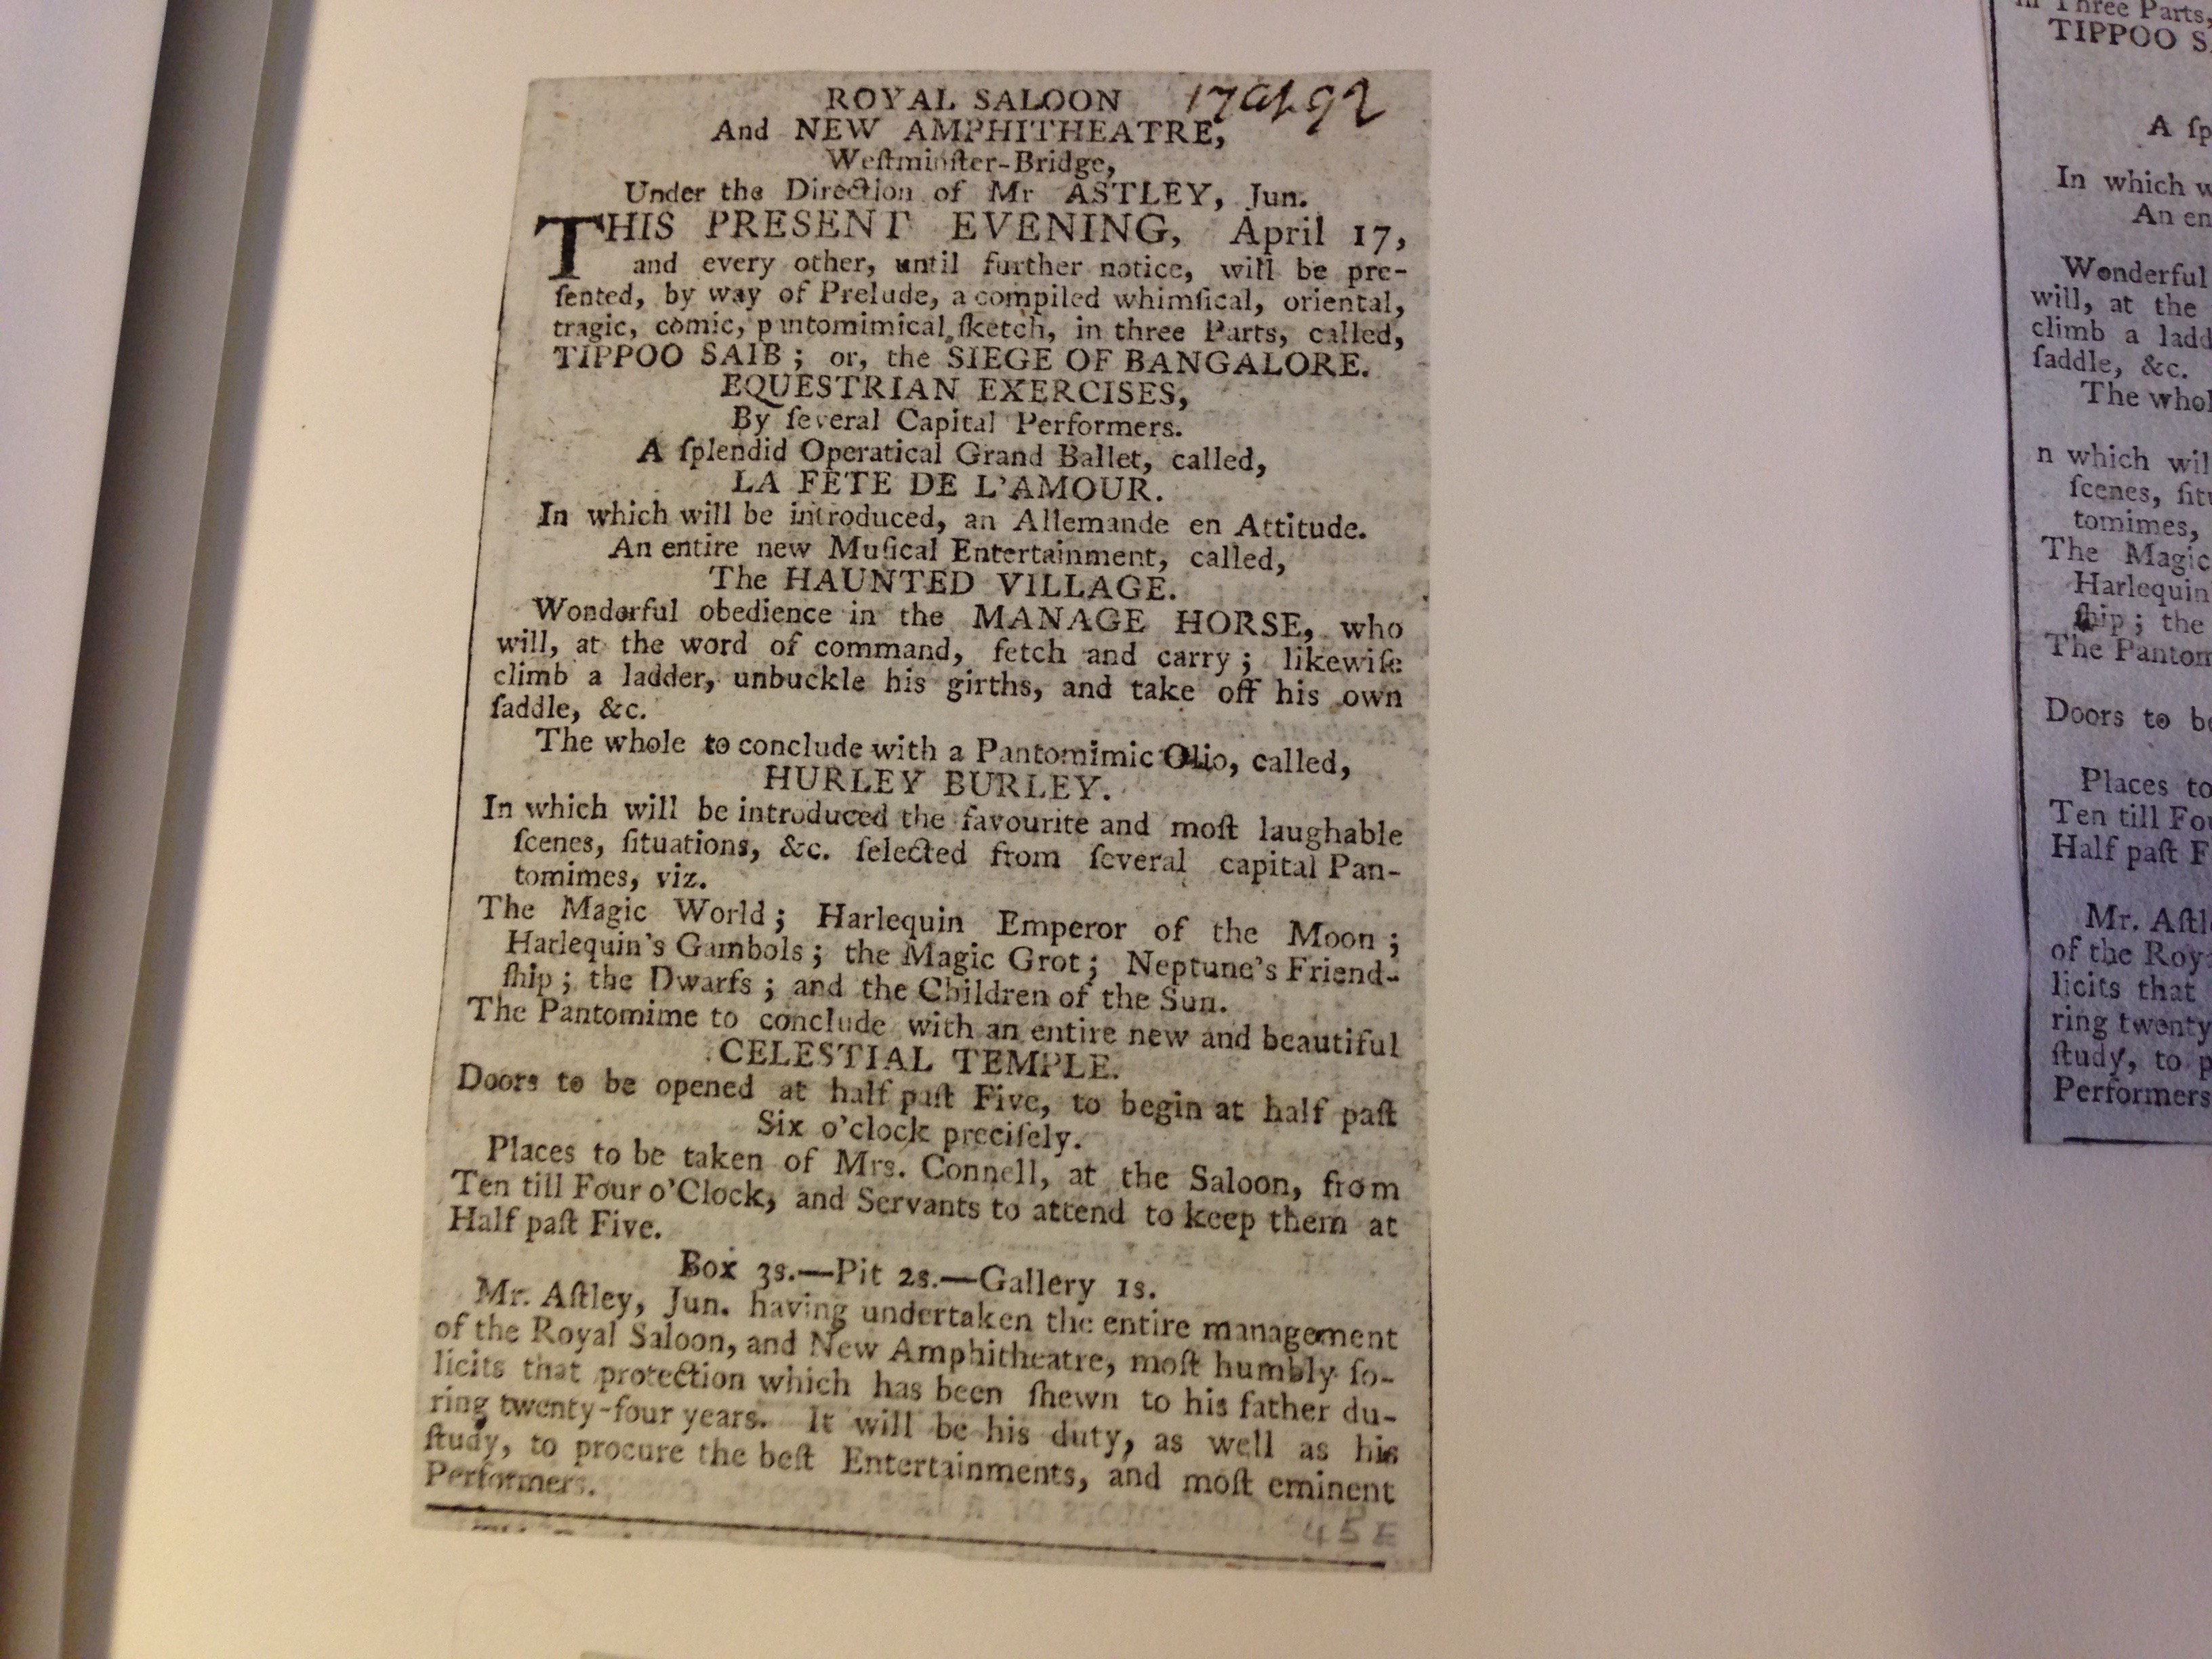 ROYAL SALOON 17 Ap 92
And NEW AMPHITHEATRE,
Weſtminſter-Bridge,
Under the Direction of Mr ASTLEY, Jun.
THIS PRESENT EVENING, April 17,
and every other, until further notice, will be pre-
ſented, by way of Prelude, a compiled whimſical, oriental,
tragic, comic, pantomimical ſketch, in three Parts, called,
TIPPOO SAIB; or, the SIEGE OF BANGALORE.
EQUESTRIAN EXERCISES,
By ſeveral Capital Performers.
A ſplendid Operatical Grand Ballet, called,
LA FETE DE L'AMOUR.
In which will be introduced, an Allemande en Attitude.
An entire new Muſical Entertainment, called,
The HAUNTED VILLAGE.
Wonderful obedience in the MANAGE HORSE, who
will, at the word of command, fetch and carry; likewiſe
climb a ladder, unbuckle his girths, and take off his own
ſaddle, &c.
The whole to conclude with a Pantomimic Olio, called,
HURLEY BURLEY.
In which will be introduced the favourite and moſt laughable
ſcenes, ſituations, &c. ſelected from ſeveral capital Pan-
tomimes, viz.
The Magic World; Harlequin Emperor of the Moon;
Harlequin's Gambols; the Magic Grot; Neptune's Friend-
ſhip; the Dwarfs; and the Children of the Sun.
The Pantomime to conclude with an entire new and beautiful
CELESTIAL TEMPLE.
Doors to be opened at half paſt Five, to begin at half paſt
Six o'clock preciſely.
Places to be taken of Mrs. Connell, at the Saloon, from
Ten till Four o'Clock, and Servants to attend to keep them at
Half paſt Five.
Box 3s.—Pit 2s.—Gallery 1s.
Mr. Aſtley, Jun. having undertaken the entire management
of the Royal Saloon, and New Amphitheatre, moſt humbly ſo-
licits that protection which has been ſhewn to his father du-
ring twenty-four years. It will be his duty, as well as his
ſtudy, to procure the beſt Entertainments, and moſt eminent
Performers.
in Three Parts,
TIPPOO S
A ſp
In which w
An en
Wonderful
will, at the
climb a ladd
ſaddle, &c.
The whol
n which wil
ſcenes, ſitu
tomimes,
The Magic
Harlequin
ſhip; the
The Pantom
Doors to be
Places to
Ten till Fou
Half paſt F
Mr. Aſtl
of the Roya
licits that
ring twenty
ſtudy, to p
Performers